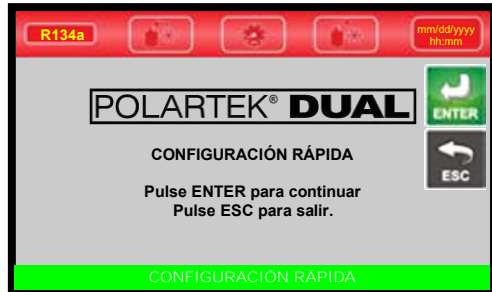 R134a
mm/dd/yyyy
hh:mm
POLARTEK® DUAL
ENTER
CONFIGURACIÓN RÁPIDA
ESC
Pulse ENTER para continuar
Pulse ESC para salir.
CONFIGURACIÓN RÁPIDA